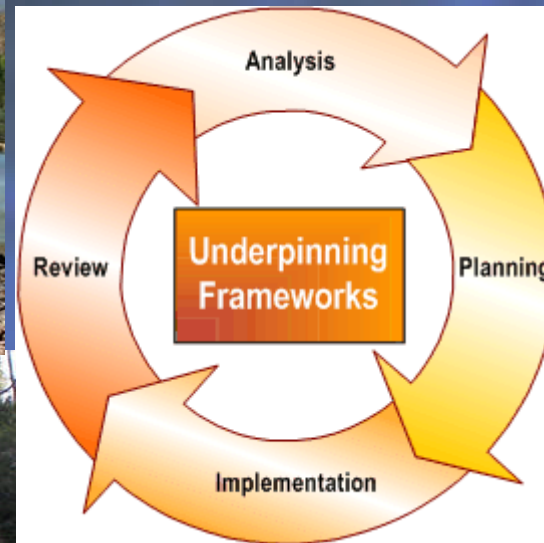 Analysis
Underpinning
Frameworks
Review
Planning
Implementation